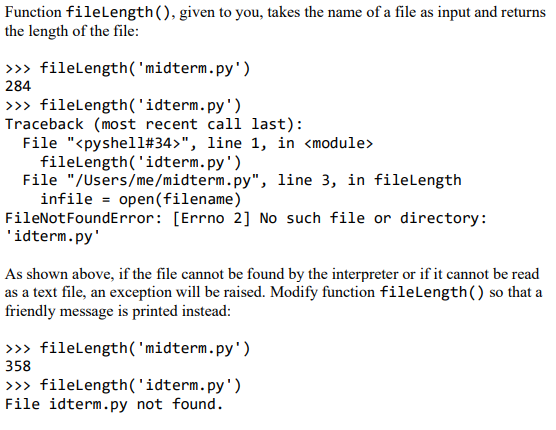 Function fileLength(), given to you, takes the name of a file as input and returns
the length of the file:
>>> fileLength('midterm.py')
284
>>> fileLength('idterm.py')
Traceback (most recent call last):
  File "<pyshell#34>", line 1, in <module>
    fileLength('idterm.py')
  File "/Users/me/midterm.py", line 3, in fileLength
    infile = open(filename)
FileNotFoundError: [Errno 2] No such file or directory:
'idterm.py'
As shown above, if the file cannot be found by the interpreter or if it cannot be read
as a text file, an exception will be raised. Modify function fileLength() so that a
friendly message is printed instead:
>>> fileLength('midterm.py')
358
>>> fileLength('idterm.py')
File idterm.py not found.